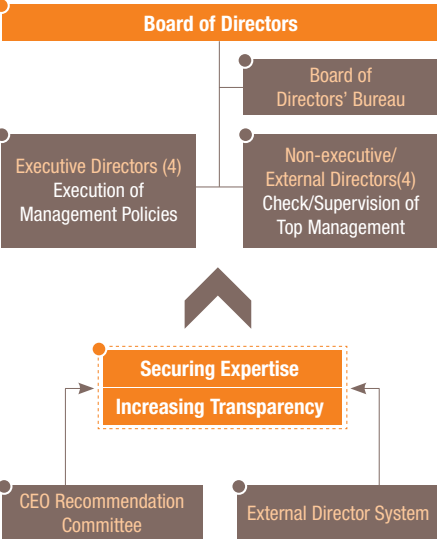 Board of Directors
Board of
Directors' Bureau
Executive Directors (4)
Execution of
Management Policies
Non-executive/
External Directors(4)
Check/Supervision of
Top Management
Securing Expertise
Increasing Transparency
CEO Recommendation
Committee
External Director System